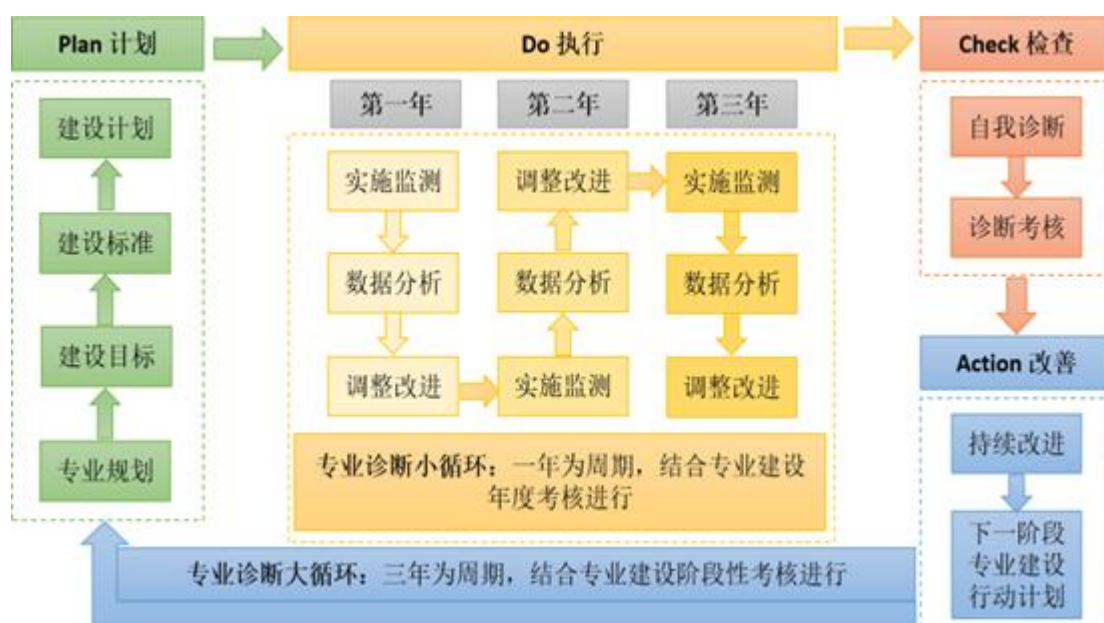 Plan 计划
Do 执行
Check 检查
第一年
第二年
第三年
建设计划
建设标准
建设目标
专业规划
实施监测
数据分析
调整改进
调整改进
数据分析
实施监测
实施监测
数据分析
调整改进
专业诊断小循环：一年为周期，结合专业建设
年度考核进行
自我诊断
诊断考核
Action 改善
持续改进
下一阶段
专业建设
行动计划
专业诊断大循环：三年为周期，结合专业建设阶段性考核进行